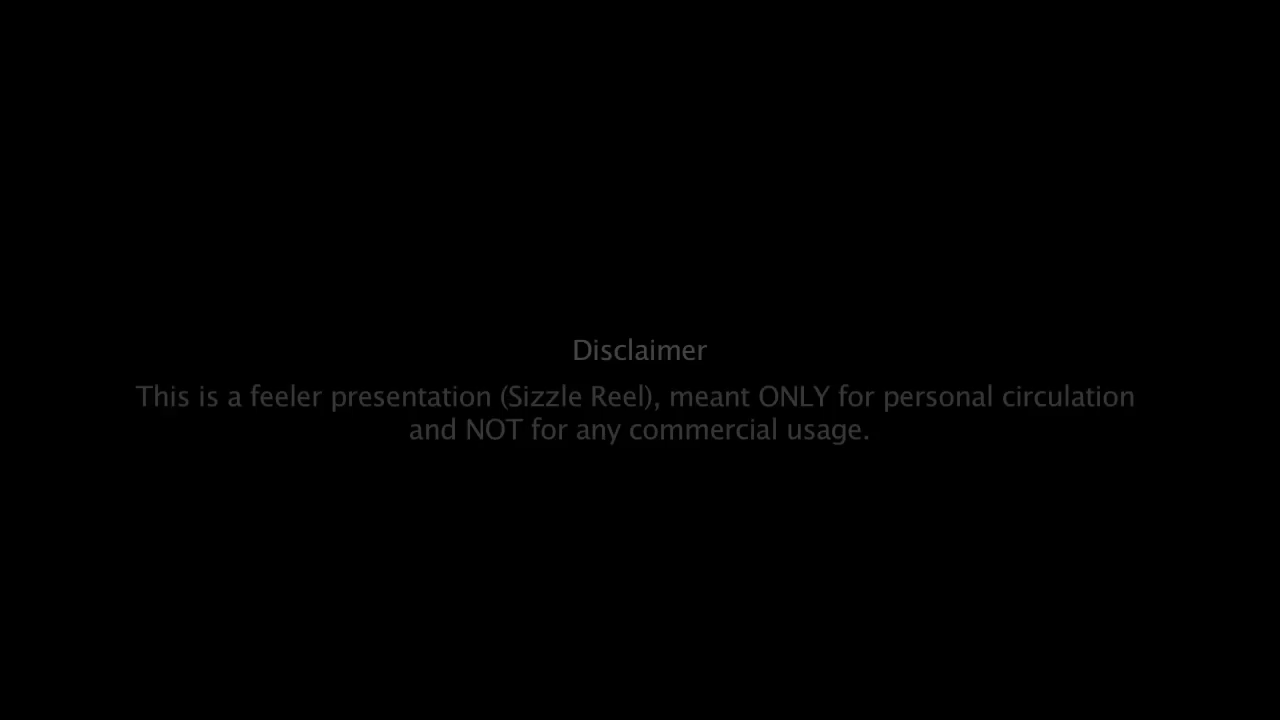 Disclaimer
This is a feeler presentation (Sizzle Reel), meant ONLY for personal circulation
and NOT for any commercial usage.